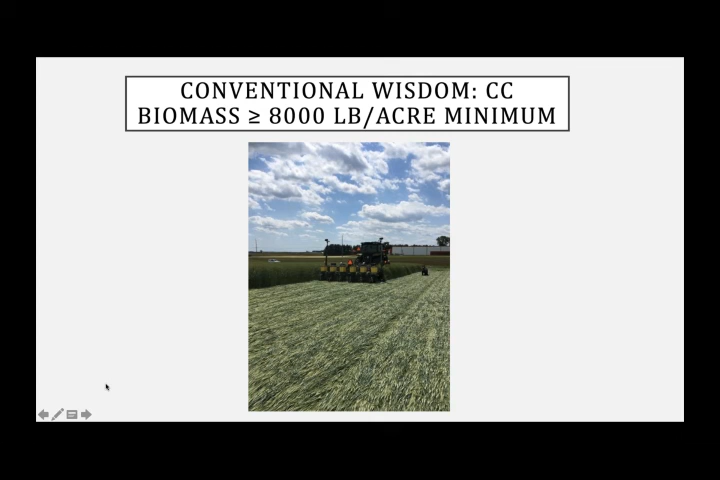 CONVENTIONAL WISDOM: CC
BIOMASS ≥ 8000 LB/ACRE MINIMUM